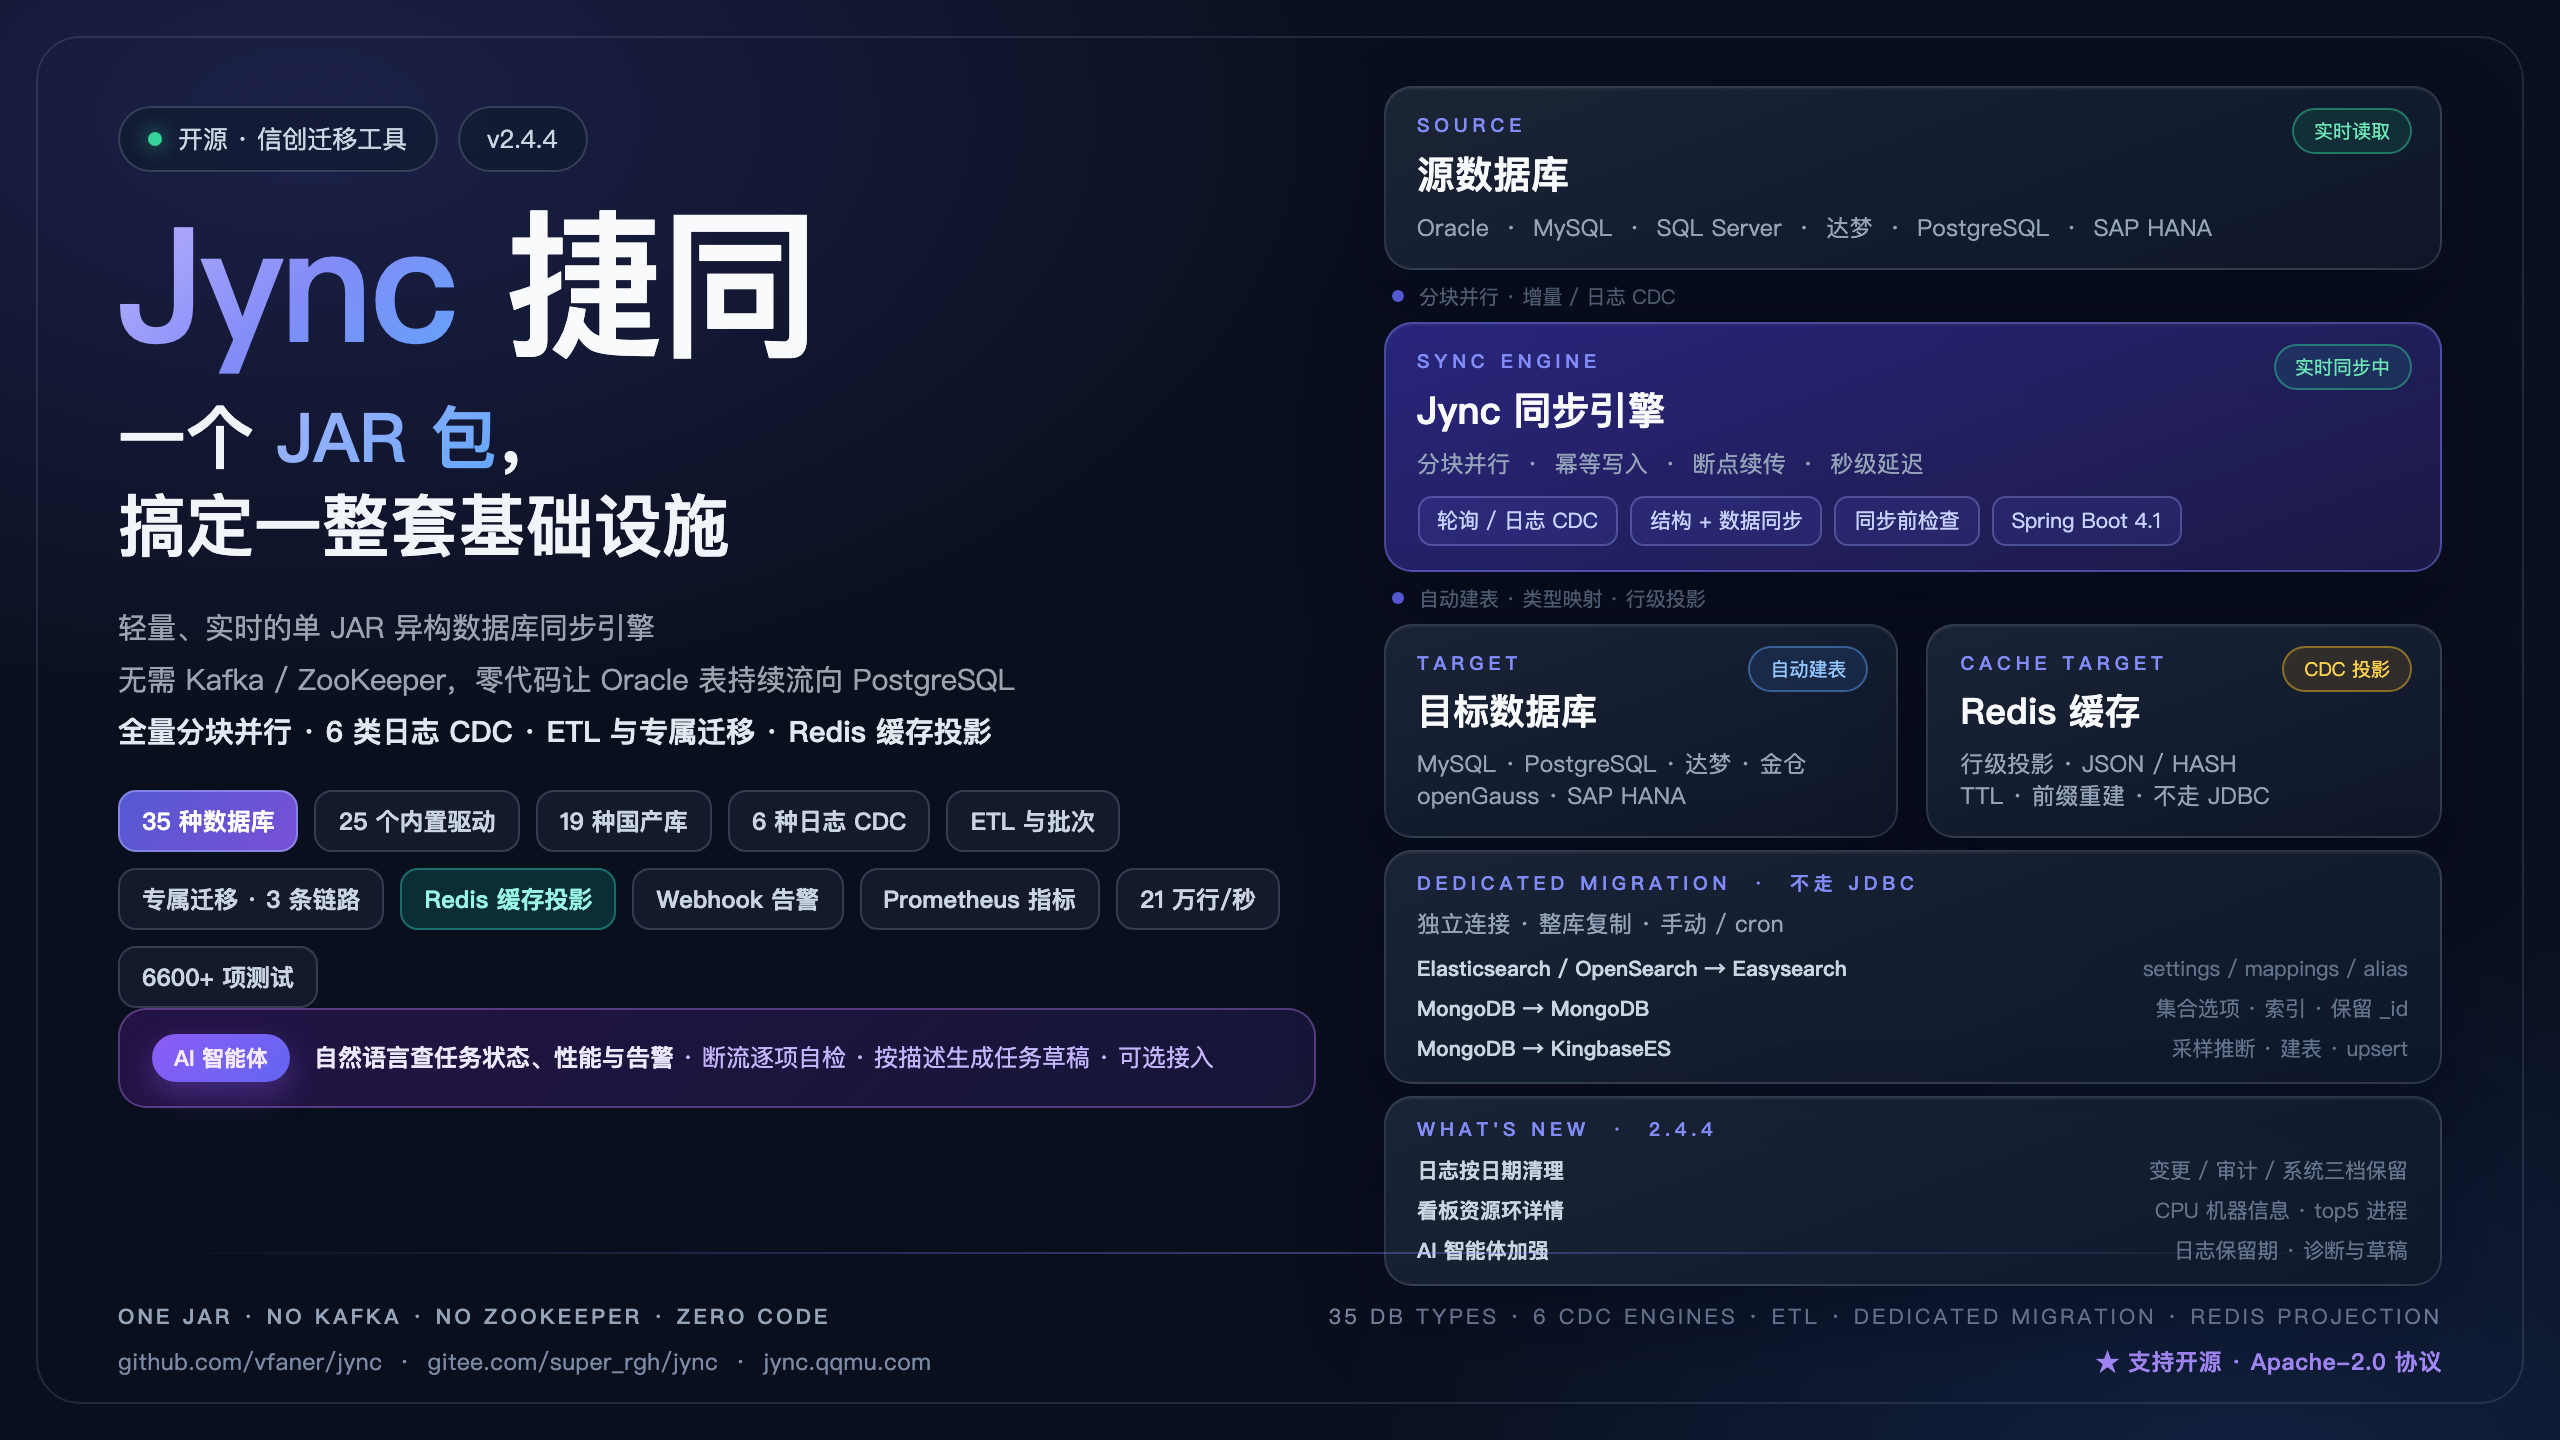 开源 · 信创迁移工具
v2.4.4
Jync 捷同
一个 JAR 包，
搞定一整套基础设施
轻量、实时的单 JAR 异构数据库同步引擎
无需 Kafka / ZooKeeper，零代码让 Oracle 表持续流向 PostgreSQL
全量分块并行 · 6 类日志 CDC · ETL 与专属迁移 · Redis 缓存投影
35 种数据库
25 个内置驱动
19 种国产库
6 种日志 CDC
ETL 与批次
专属迁移 · 3 条链路
Redis 缓存投影
Webhook 告警
Prometheus 指标
21 万行/秒
6600+ 项测试
AI 智能体
自然语言查任务状态、性能与告警 · 断流逐项自检 · 按描述生成任务草稿 · 可选接入
SOURCE
实时读取
源数据库
Oracle · MySQL · SQL Server · 达梦 · PostgreSQL · SAP HANA
分块并行 · 增量 / 日志 CDC
SYNC ENGINE
实时同步中
Jync 同步引擎
分块并行 · 幂等写入 · 断点续传 · 秒级延迟
轮询 / 日志 CDC
结构 + 数据同步
同步前检查
Spring Boot 4.1
自动建表 · 类型映射 · 行级投影
TARGET
自动建表
目标数据库
MySQL · PostgreSQL · 达梦 · 金仓
openGauss · SAP HANA
CACHE TARGET
CDC 投影
Redis 缓存
行级投影 · JSON / HASH
TTL · 前缀重建 · 不走 JDBC
DEDICATED MIGRATION · 不走 JDBC
独立连接 · 整库复制 · 手动 / cron
Elasticsearch / OpenSearch → Easysearch
settings / mappings / alias
MongoDB → MongoDB
集合选项 · 索引 · 保留 _id
MongoDB → KingbaseES
采样推断 · 建表 · upsert
WHAT'S NEW · 2.4.4
日志按日期清理
变更 / 审计 / 系统三档保留
看板资源环详情
CPU 机器信息 · top5 进程
AI 智能体加强
日志保留期 · 诊断与草稿
ONE JAR · NO KAFKA · NO ZOOKEEPER · ZERO CODE
35 DB TYPES · 6 CDC ENGINES · ETL · DEDICATED MIGRATION · REDIS PROJECTION
github.com/vfaner/jync · gitee.com/super_rgh/jync · jync.qqmu.com
★ 支持开源 · Apache-2.0 协议